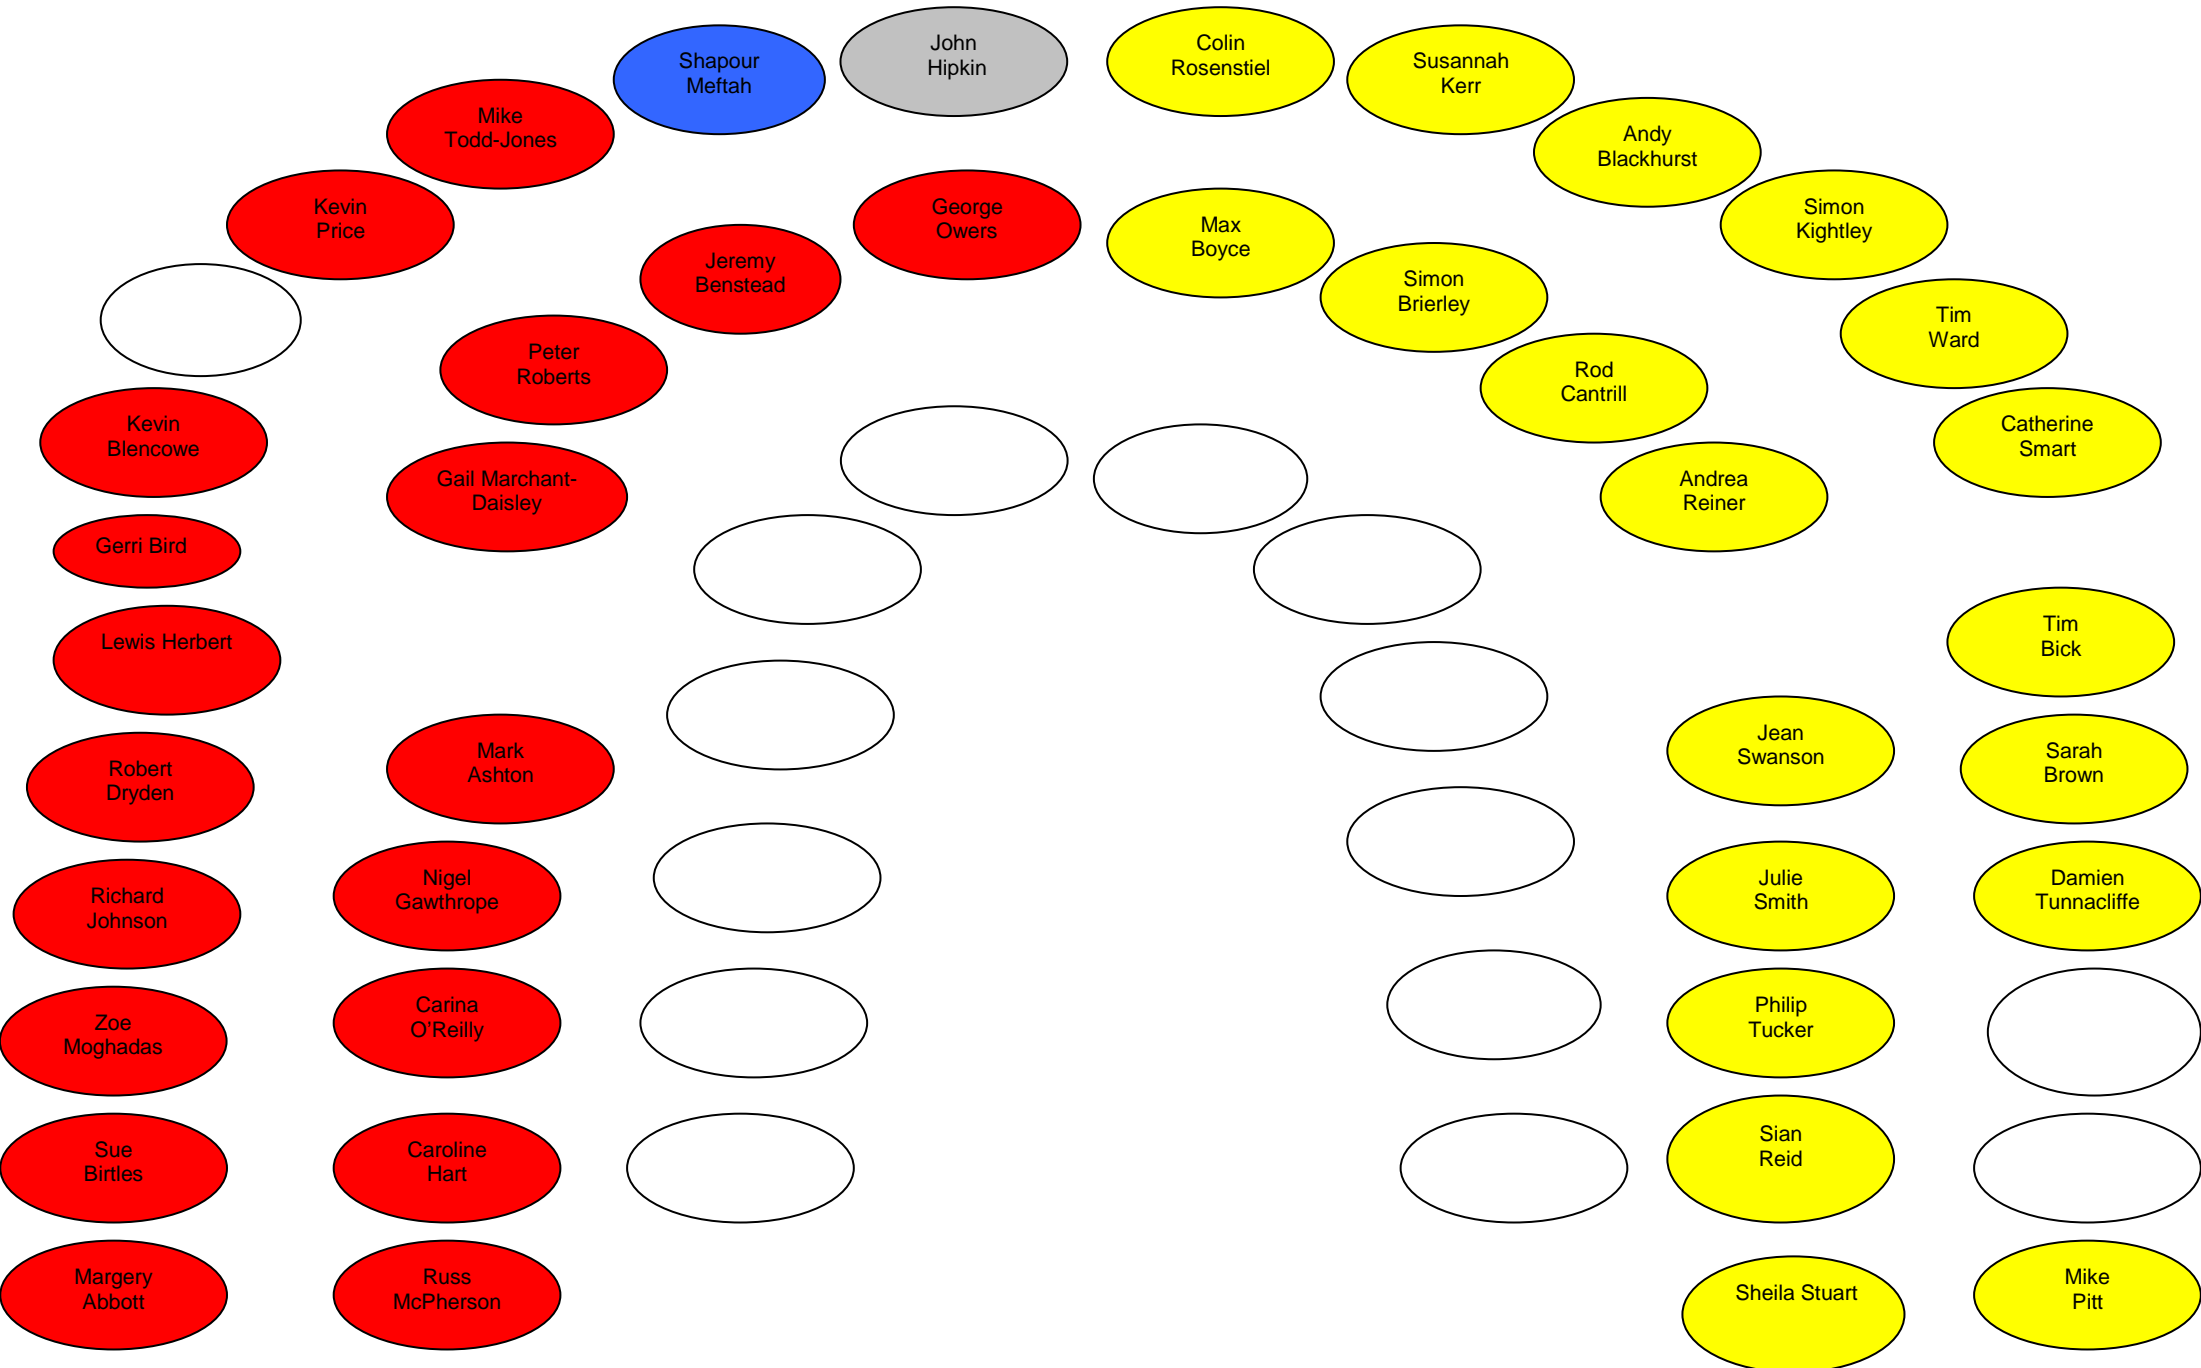 John
Hipkin
Colin
Rosenstiel
Shapour
Meftah
Susannah
Kerr
Mike
Todd-Jones
Andy
Blackhurst
Kevin
Price
George
Owers
Max
Boyce
Simon
Kightley
Jeremy
Benstead
Simon
Brierley
Tim
Ward
Peter
Roberts
Rod
Cantrill
Kevin
Blencowe
Catherine
Smart
Gail Marchant-
Daisley
Andrea
Reiner
Gerri Bird
Lewis Herbert
Tim
Bick
Robert
Dryden
Mark
Ashton
Jean
Swanson
Sarah
Brown
Richard
Johnson
Nigel
Gawthrope
Julie
Smith
Damien
Tunnacliffe
Zoe
Moghadas
Carina
O’Reilly
Philip
Tucker
Sue
Birtles
Caroline
Hart
Sian
Reid
Margery
Abbott
Russ
McPherson
Sheila Stuart
Mike
Pitt